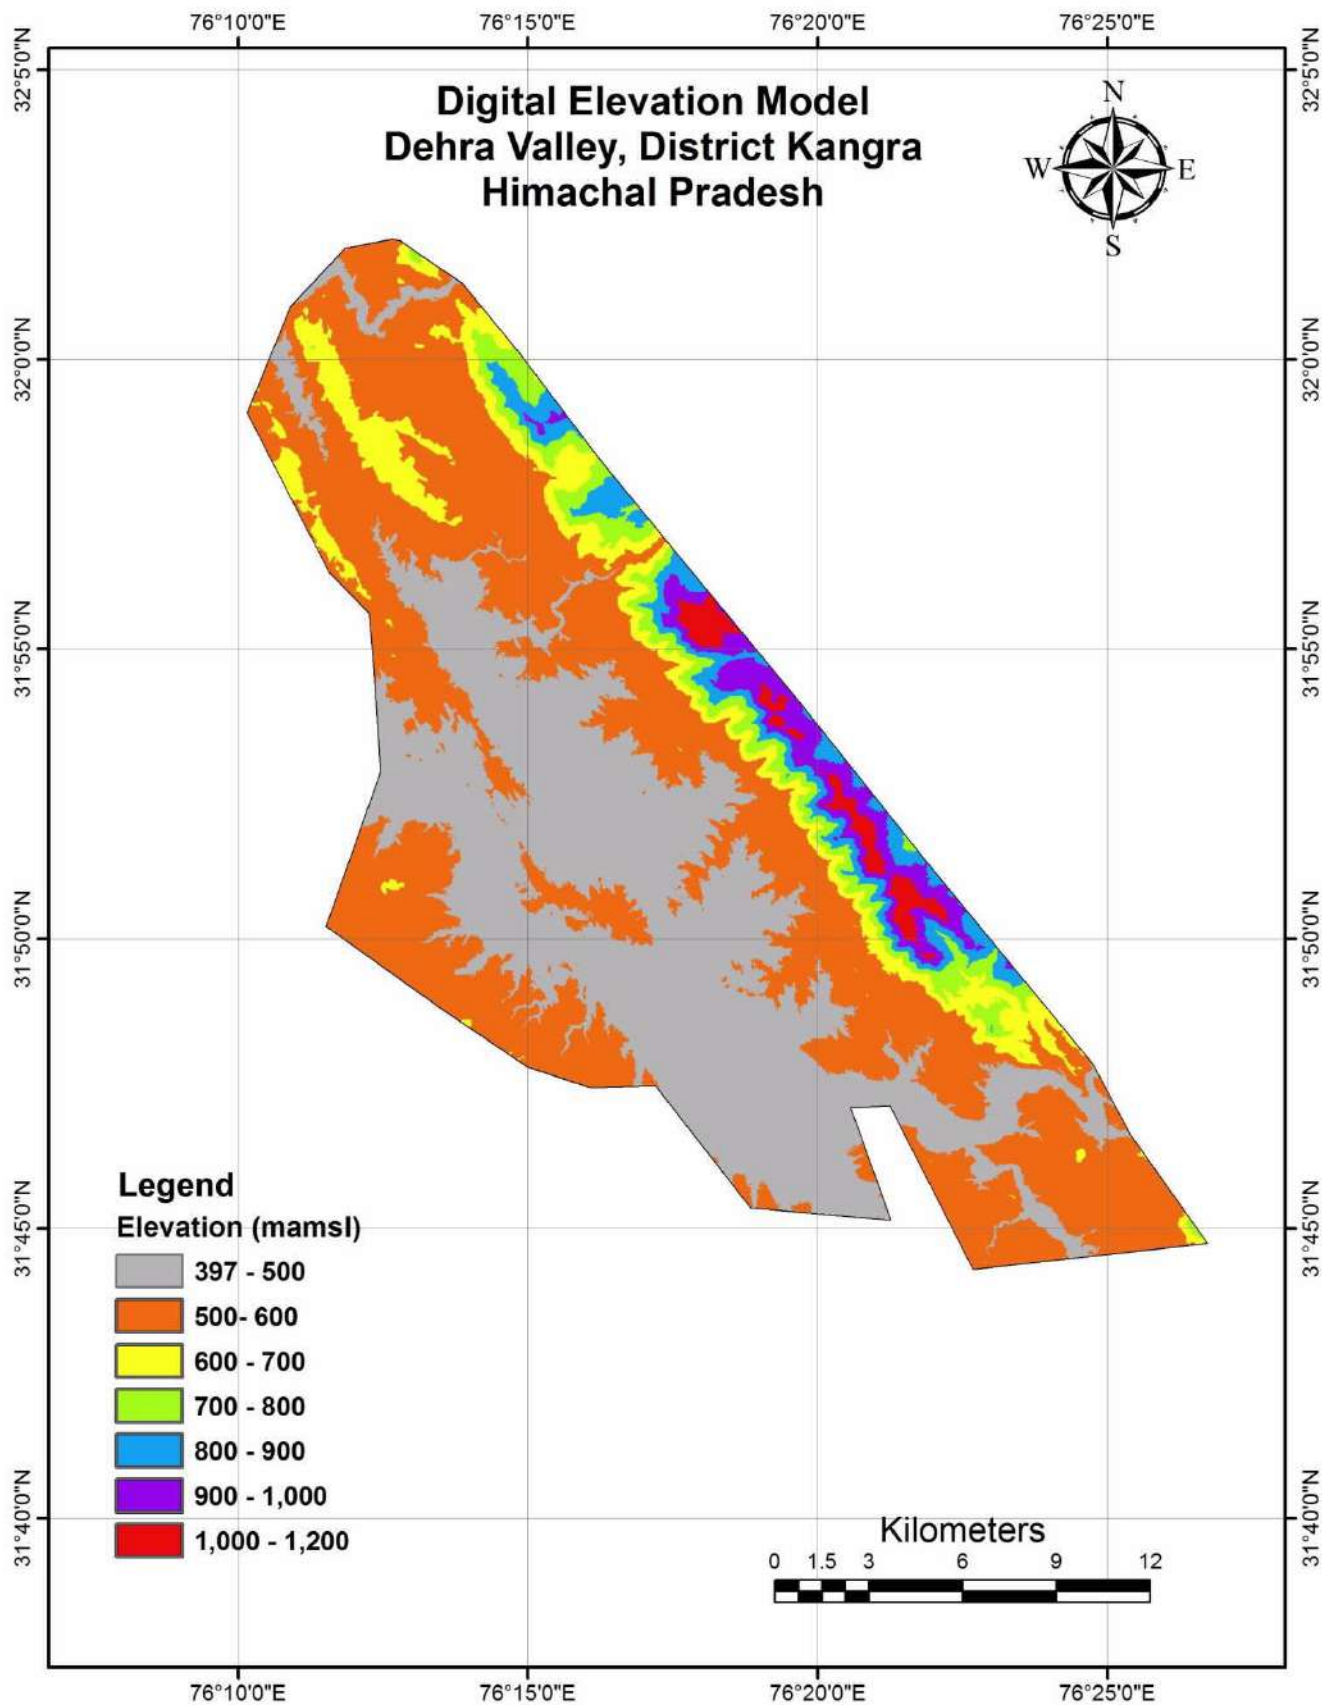 76°10'0"E 76°15'0"E 76°20'0"E 76°25'0"E
32°5'0"N 32°5'0"N
Digital Elevation Model
Dehra Valley, District Kangra
Himachal Pradesh
N
W E
S
32°0'0"N 32°0'0"N
31°55'0"N 31°55'0"N
31°50'0"N 31°50'0"N
31°45'0"N 31°45'0"N
Legend
Elevation (mamsl)
397 - 500
500- 600
600 - 700
700 - 800
800 - 900
900 - 1,000
1,000 - 1,200
31°40'0"N 31°40'0"N
Kilometers
0 1.5 3 6 9 12
76°10'0"E 76°15'0"E 76°20'0"E 76°25'0"E